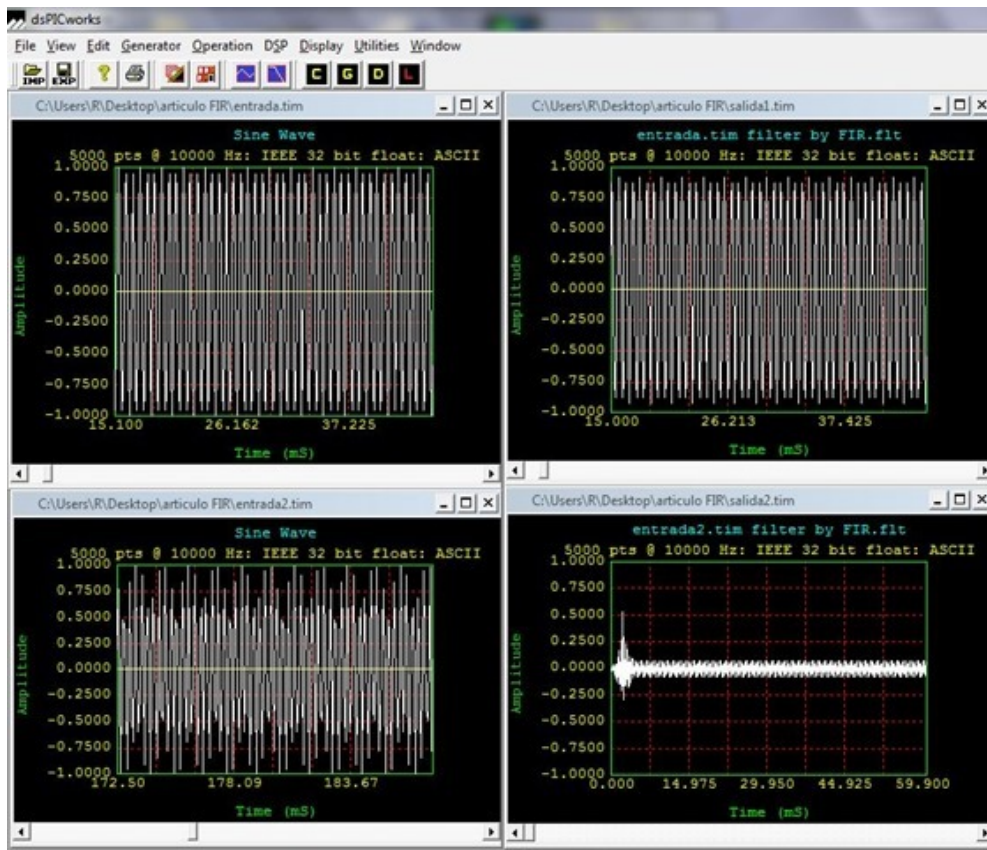 dsPICworks
File View Edit Generator Operation DSP Display Utilities Window
IMP EXP ? C G D L
C:\Users\R\Desktop\articulo FIR\entrada.tim
Sine Wave
5000 pts @ 10000 Hz: IEEE 32 bit float: ASCII
1.0000
0.7500
0.5000
0.2500
0.0000
-0.2500
-0.5000
-0.7500
-1.0000
Amplitude
15.100 26.162 37.225
Time (mS)
C:\Users\R\Desktop\articulo FIR\salida1.tim
entrada.tim filter by FIR.flt
5000 pts @ 10000 Hz: IEEE 32 bit float: ASCII
1.0000
0.7500
0.5000
0.2500
0.0000
-0.2500
-0.5000
-0.7500
-1.0000
Amplitude
15.000 26.213 37.425
Time (mS)
C:\Users\R\Desktop\articulo FIR\entrada2.tim
Sine Wave
5000 pts @ 10000 Hz: IEEE 32 bit float: ASCII
1.0000
0.7500
0.5000
0.2500
0.0000
-0.2500
-0.5000
-0.7500
-1.0000
Amplitude
172.50 178.09 183.67
Time (mS)
C:\Users\R\Desktop\articulo FIR\salida2.tim
entrada2.tim filter by FIR.flt
5000 pts @ 10000 Hz: IEEE 32 bit float: ASCII
1.0000
0.7500
0.5000
0.2500
0.0000
-0.2500
-0.5000
-0.7500
-1.0000
Amplitude
0.000 14.975 29.950 44.925 59.900
Time (mS)